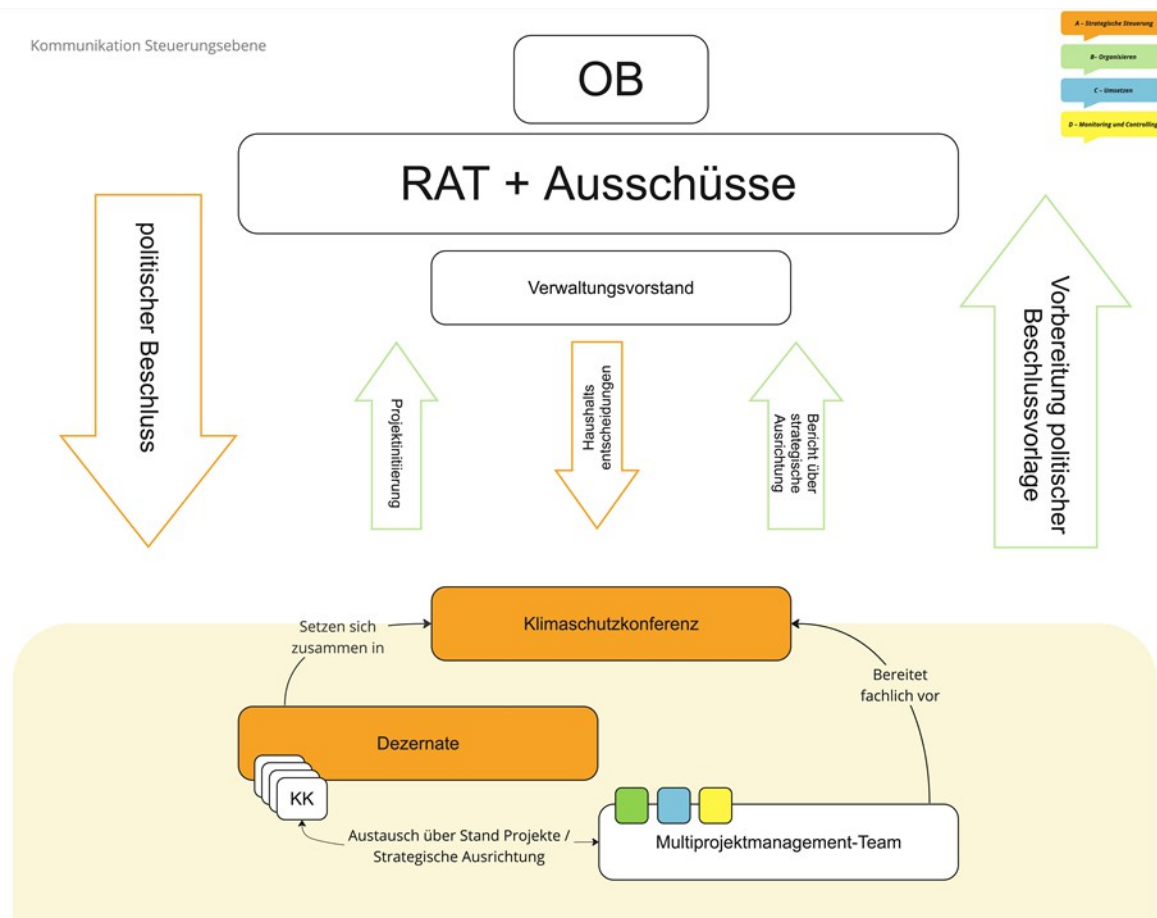 Kommunikation Steuerungsebene
A – Strategische Steuerung
B– Organisieren
C – Umsetzen
D – Monitoring und Controlling
OB
RAT + Ausschüsse
Verwaltungsvorstand
politischer Beschluss
Projektinitiierung
Haushalts
entscheidungen
Bericht über
strategische
Ausrichtung
Vorbereitung politischer
Beschlussvorlage
Klimaschutzkonferenz
Setzen sich
zusammen in
Bereitet
fachlich vor
Dezernate
KK
Austausch über Stand Projekte /
Strategische Ausrichtung
Multiprojektmanagement-Team